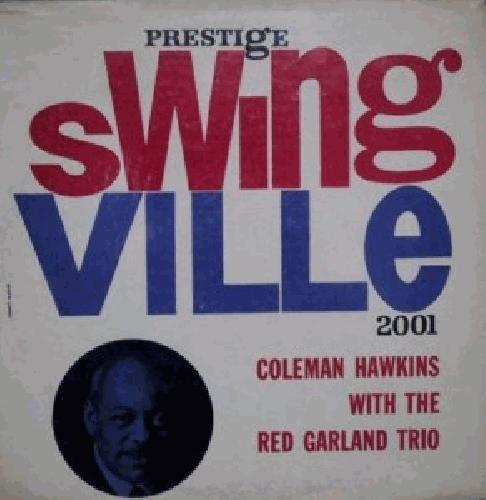 PRESTIgE
swing
VILLe
2001
COLEMAN HAWKINS
WITH THE
RED GARLAND TRIO